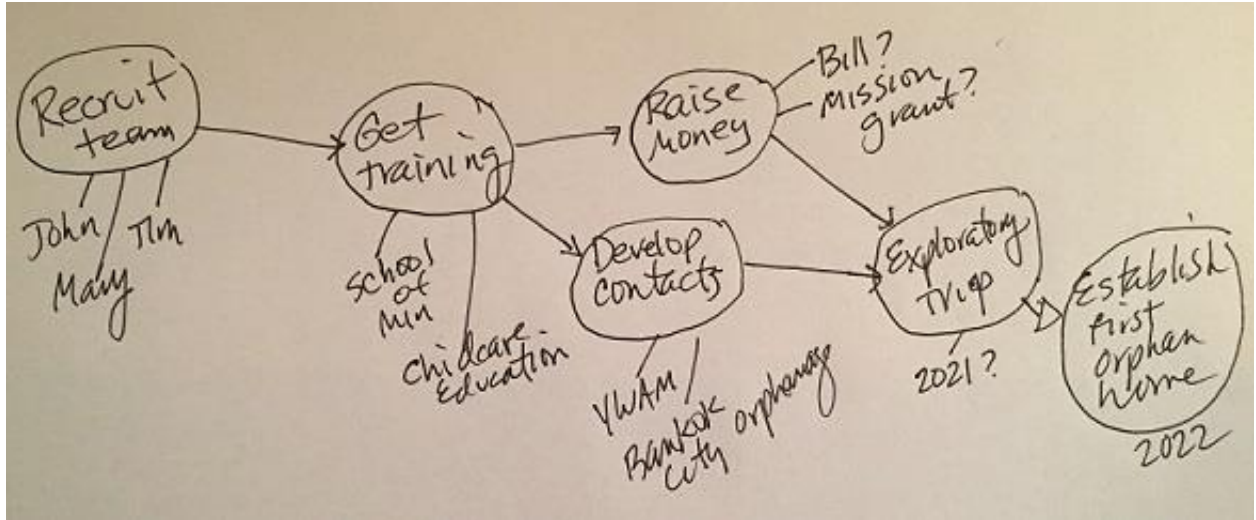 Recruit
team
John
Mary
Tim
Get
training
School
of
Min
Childcare
Education
Raise
Money
Bill?
Mission
grant?
Develop
contacts
YWAM
Bankok
City
orphanage
Exploratory
Trip
2021?
Establish
first
orphan
home
2022